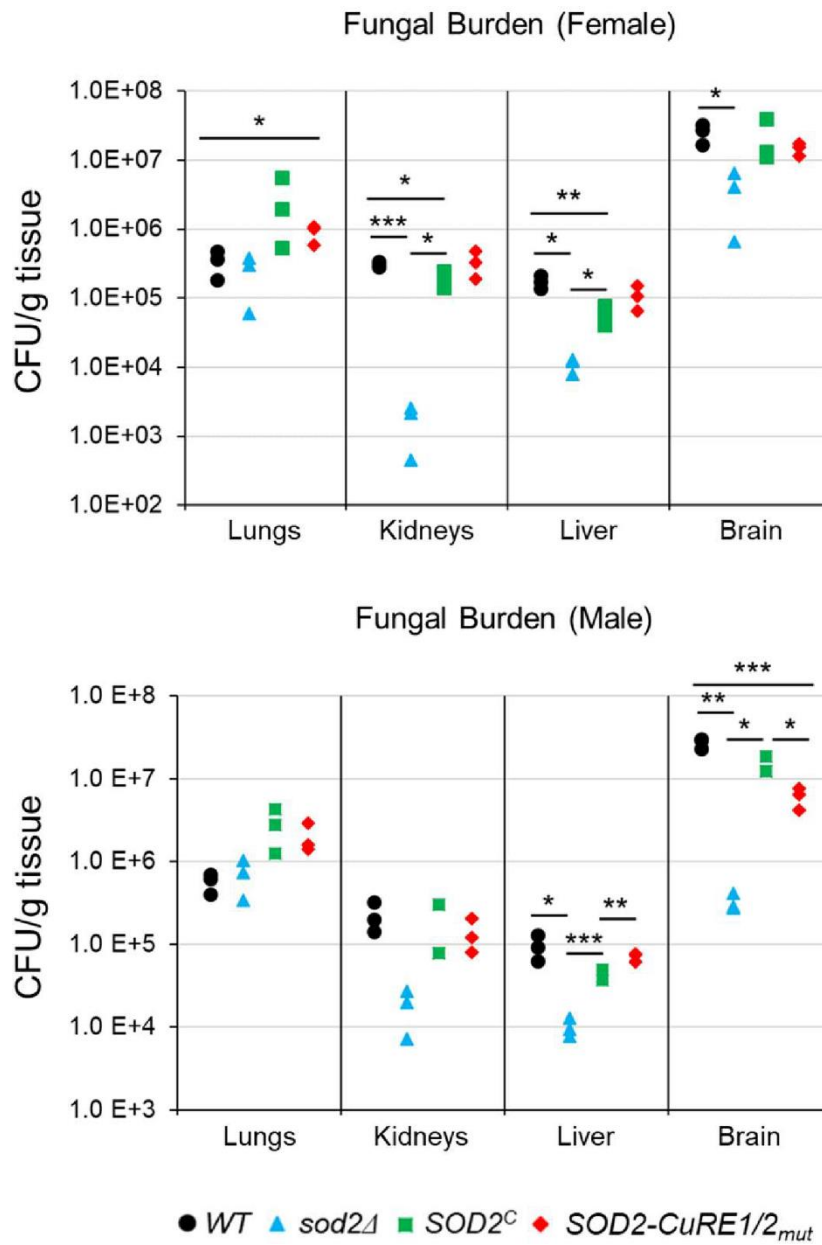 Fungal Burden (Female)
CFU/g tissue
1.0E+08
1.0E+07
1.0E+06
1.0E+05
1.0E+04
1.0E+03
1.0E+02
*
*
***
*
**
*
*
*
Lungs Kidneys Liver Brain
Fungal Burden (Male)
CFU/g tissue
1.0 E+8
1.0 E+7
1.0 E+6
1.0 E+5
1.0 E+4
1.0 E+3
***
**
*
*
*
**
***
Lungs Kidneys Liver Brain
WT sod2Δ SOD2ᶜ SOD2-CuRE1/2mut